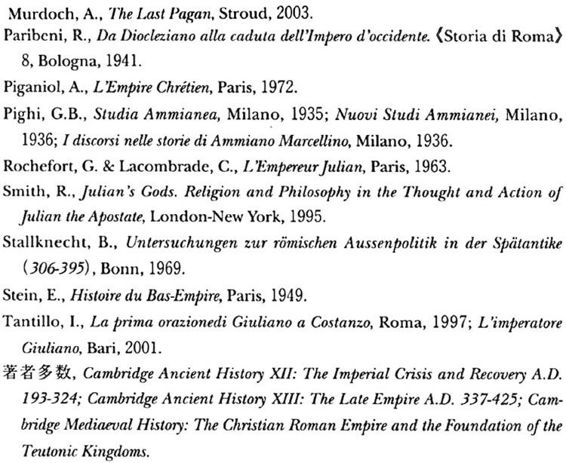 Murdoch, A., The Last Pagan, Stroud, 2003.
Paribeni, R., Da Diocleziano alla caduta dell'Impero d'occidente.《Storia di Roma》
8, Bologna, 1941.
Piganiol, A., L'Empire Chrétien, Paris, 1972.
Pighi, G.B., Studia Ammianea, Milano, 1935; Nuovi Studi Ammianei, Milano,
1936; I discorsi nelle storie di Ammiano Marcellino, Milano, 1936.
Rochefort, G. & Lacombrade, C., L'Empereur Julian, Paris, 1963.
Smith, R., Julian's Gods. Religion and Philosophy in the Thought and Action of
Julian the Apostate, London-New York, 1995.
Stallknecht, B., Untersuchungen zur römischen Aussenpolitik in der Spätantike
(306-395), Bonn, 1969.
Stein, E., Histoire du Bas-Empire, Paris, 1949.
Tantillo, I., La prima orazionedi Giuliano a Costanzo, Roma, 1997; L'imperatore
Giuliano, Bari, 2001.
著者多数, Cambridge Ancient History XII: The Imperial Crisis and Recovery A.D.
193-324; Cambridge Ancient History XIII: The Late Empire A.D. 337-425; Cam-
bridge Mediaeval History: The Christian Roman Empire and the Foundation of the
Teutonic Kingdoms.